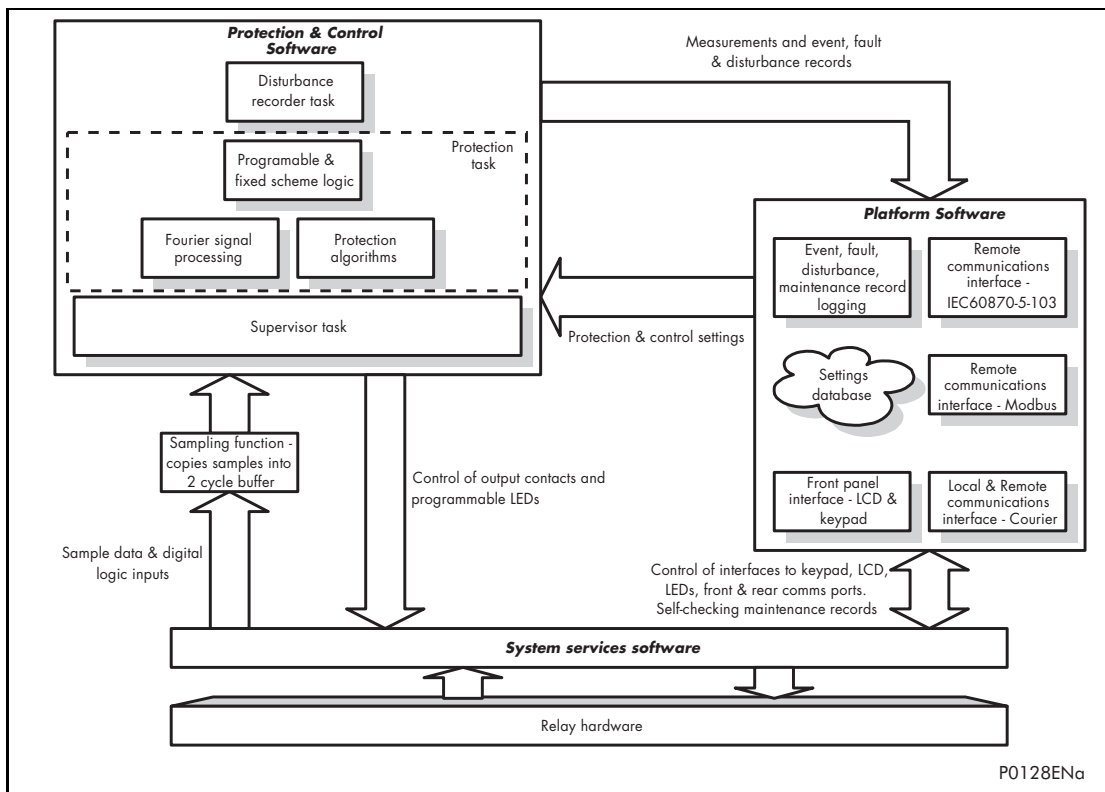 Protection & Control
Software
Disturbance
recorder task
Protection
task
Programable &
fixed scheme logic
Fourier signal
processing
Protection
algorithms
Supervisor task
Measurements and event, fault
& disturbance records
Platform Software
Event, fault,
disturbance,
maintenance record
logging
Remote
communications
interface -
IEC60870-5-103
Protection & control settings
Settings
database
Remote
communications
interface - Modbus
Front panel
interface - LCD &
keypad
Local & Remote
communications
interface - Courier
Sampling function -
copies samples into
2 cycle buffer
Control of output contacts and
programmable LEDs
Sample data & digital
logic inputs
Control of interfaces to keypad, LCD,
LEDs, front & rear comms ports.
Self-checking maintenance records
System services software
Relay hardware
P0128ENa